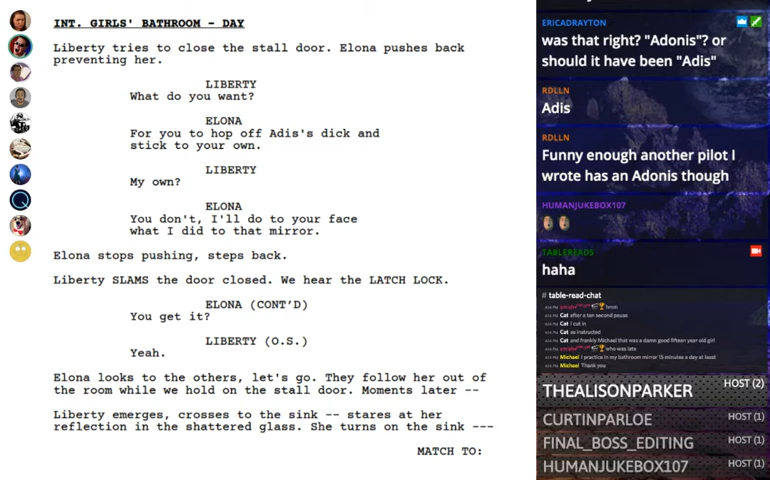 INT. GIRLS' BATHROOM - DAY
Liberty tries to close the stall door. Elona pushes back
preventing her.
LIBERTY
What do you want?
ELONA
For you to hop off Adis's dick and
stick to your own.
LIBERTY
My own?
ELONA
You don't, I'll do to your face
what I did to that mirror.
Elona stops pushing, steps back.
Liberty SLAMS the door closed. We hear the LATCH LOCK.
ELONA (CONT'D)
You get it?
LIBERTY (O.S.)
Yeah.
Elona looks to the others, let's go. They follow her out of
the room while we hold on the stall door. Moments later --
Liberty emerges, crosses to the sink -- stares at her
reflection in the shattered glass. She turns on the sink ---
MATCH TO:
ERICADRAYTON
was that right? "Adonis"? or
should it have been "Adis"
RDLLN
Adis
RDLLN
Funny enough another pilot I
wrote has an Adonis though
HUMANJUKEBOX107
TABLEREADS
haha
# table-read-chat
hmm
Cat after a ten second pause
Cat I cut in
Cat as instructed
Cat and frankly Michael that was a damn good fifteen year old girl
who was late
Michael I practice in my bathroom mirror 15 minutes a day at least
Michael Thank you
THEALISONPARKER HOST (2)
CURTINPARLOE HOST (1)
FINAL_BOSS_EDITING HOST (1)
HUMANJUKEBOX107 HOST (1)